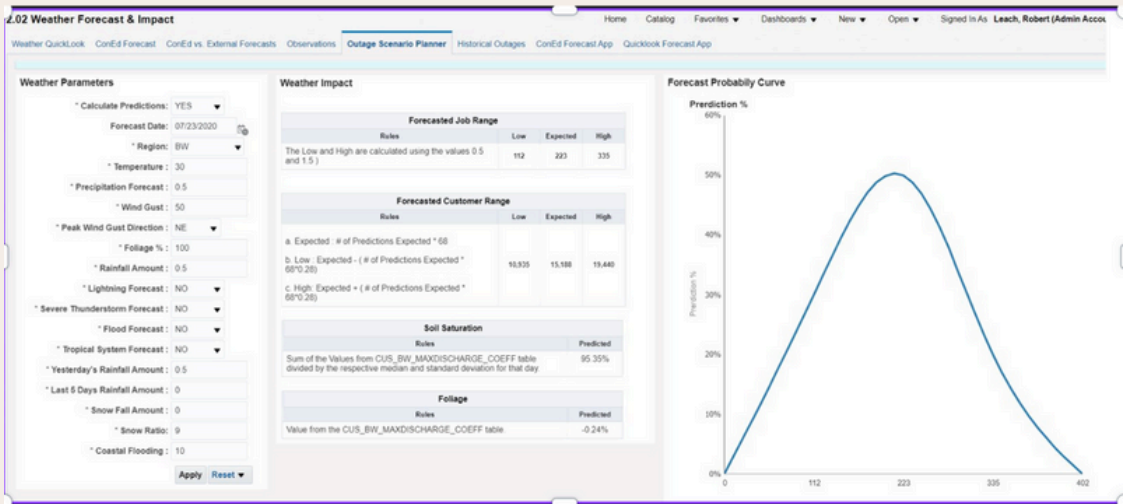 2.02 Weather Forecast & Impact
Home Catalog Favorites Dashboards New Open Signed In As Leach, Robert (Admin Accou
Weather QuickLook ConEd Forecast ConEd vs. External Forecasts Observations Outage Scenario Planner Historical Outages ConEd Forecast App Quicklook Forecast App
Weather Parameters
* Calculate Predictions: YES
Forecast Date: 07/23/2020
* Region: BW
* Temperature : 30
* Precipitation Forecast : 0.5
* Wind Gust : 50
* Peak Wind Gust Direction : NE
* Foliage % : 100
* Rainfall Amount : 0.5
* Lightning Forecast : NO
* Severe Thunderstorm Forecast : NO
* Flood Forecast : NO
* Tropical System Forecast : NO
* Yesterday's Rainfall Amount : 0.5
* Last 5 Days Rainfall Amount : 0
* Snow Fall Amount : 0
* Snow Ratio: 9
* Coastal Flooding : 10
Apply Reset
Weather Impact
Forecasted Job Range
Rules Low Expected High
The Low and High are calculated using the values 0.5
and 1.5 )
112 223 335
Forecasted Customer Range
Rules Low Expected High
a. Expected : # of Predictions Expected * 68
b. Low : Expected - ( # of Predictions Expected *
68*0.28)
c. High: Expected + ( # of Predictions Expected *
68*0.28)
10,935 15,188 19,440
Soil Saturation
Rules Predicted
Sum of the Values from CUS_BW_MAXDISCHARGE_COEFF table
divided by the respective median and standard deviation for that day
95.35%
Foliage
Rules Predicted
Value from the CUS_BW_MAXDISCHARGE_COEFF table -0.24%
Forecast Probabiliy Curve
Prerdiction %
60%
50%
40%
30%
20%
10%
0%
Prerdiction %
0 112 223 335 402